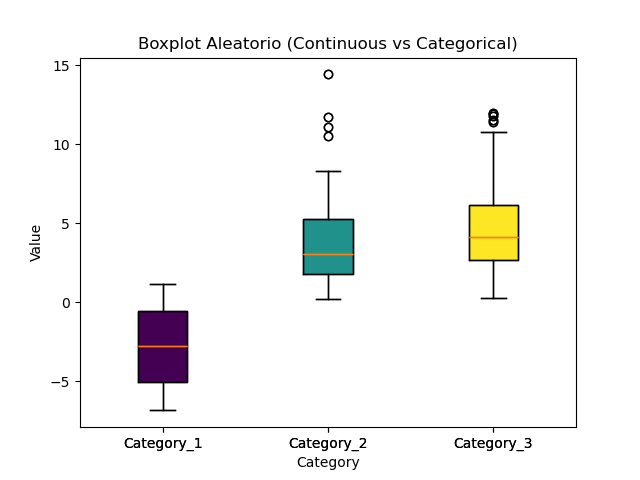 Boxplot Aleatorio (Continuous vs Categorical)
15
10
5
0
−5
Value
Category_1
Category_2
Category_3
Category